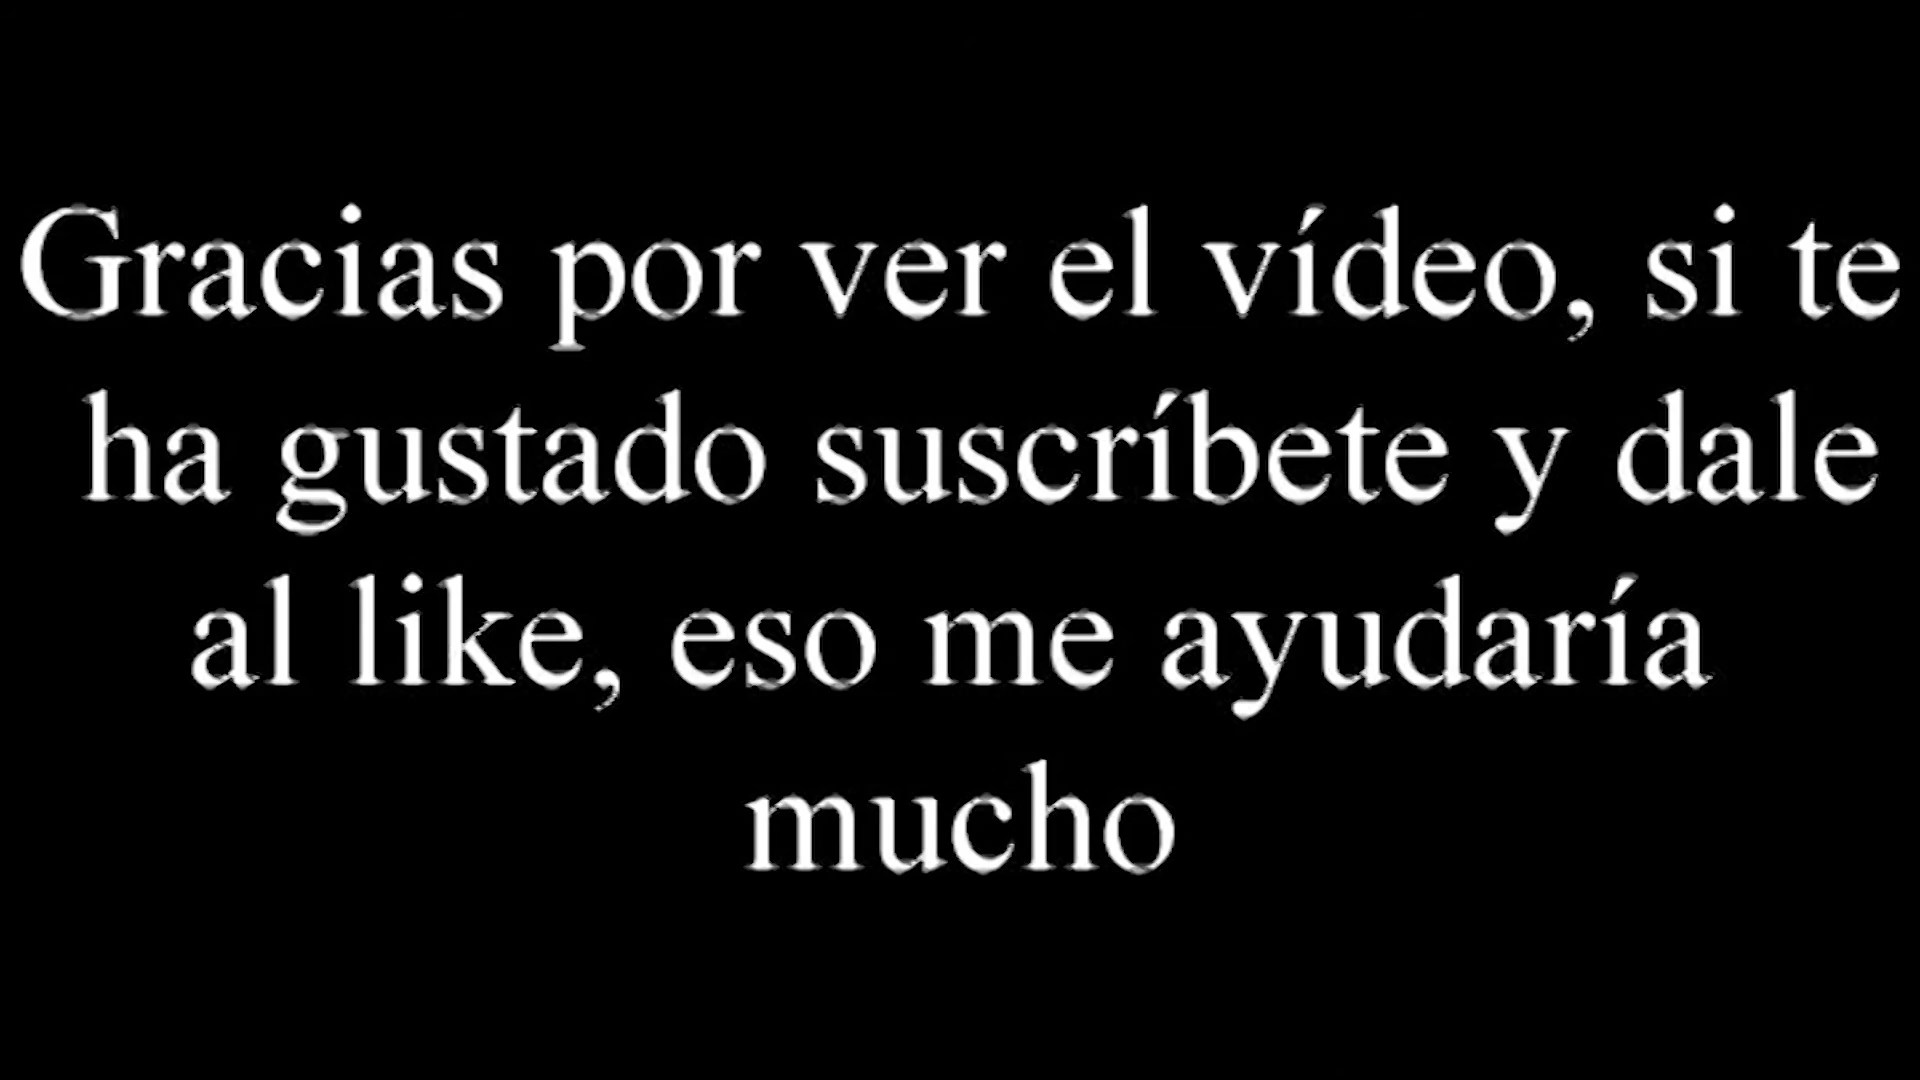 Gracias por ver el vídeo, si te
ha gustado suscríbete y dale
al like, eso me ayudaría
mucho